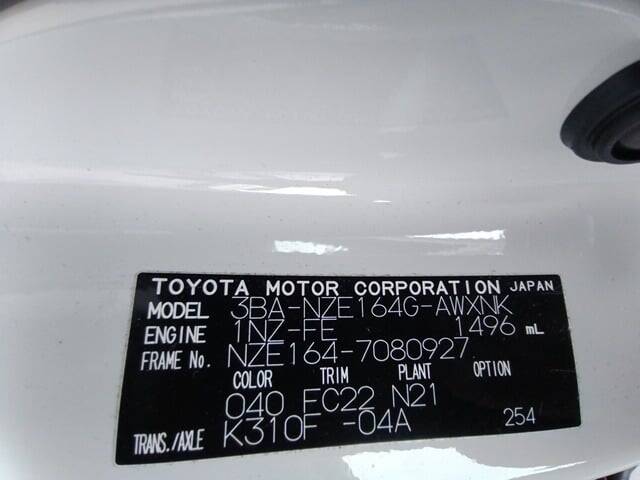 TOYOTA MOTOR CORPORATION JAPAN
MODEL 3BA-NZE164G-AWXNK
ENGINE 1NZ-FE 1496 mL
FRAME No. NZE164-7080927
COLOR TRIM PLANT OPTION
040 FC22 N21
TRANS./AXLE K310F -04A 254